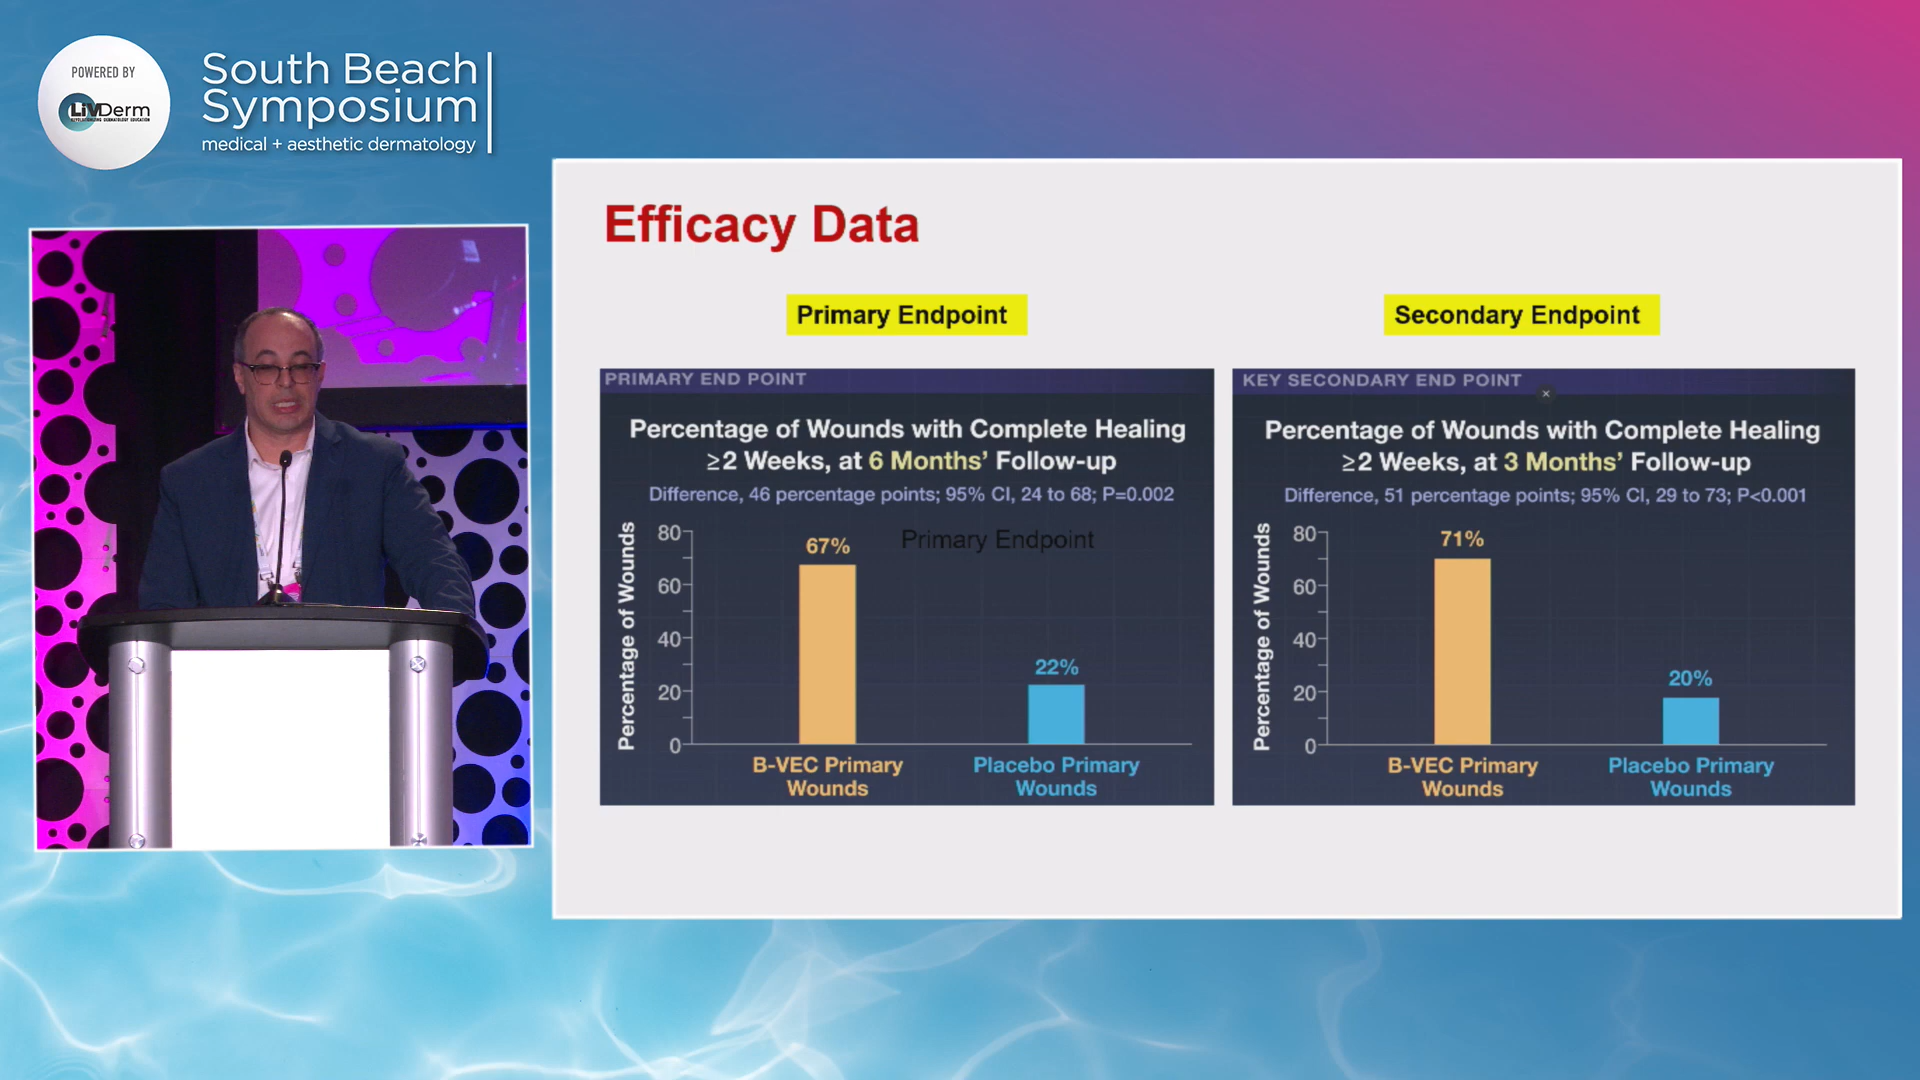 POWERED BY
LiVDerm
South Beach
Symposium
medical + aesthetic dermatology
Efficacy Data
Primary Endpoint
PRIMARY END POINT
Percentage of Wounds with Complete Healing
≥2 Weeks, at 6 Months’ Follow-up
Difference, 46 percentage points; 95% CI, 24 to 68; P=0.002
Primary Endpoint
Percentage of Wounds
80
60
40
20
0
67%
22%
B-VEC Primary
Wounds
Placebo Primary
Wounds
Secondary Endpoint
KEY SECONDARY END POINT
Percentage of Wounds with Complete Healing
≥2 Weeks, at 3 Months’ Follow-up
Difference, 51 percentage points; 95% CI, 29 to 73; P<0.001
Percentage of Wounds
80
60
40
20
0
71%
20%
B-VEC Primary
Wounds
Placebo Primary
Wounds